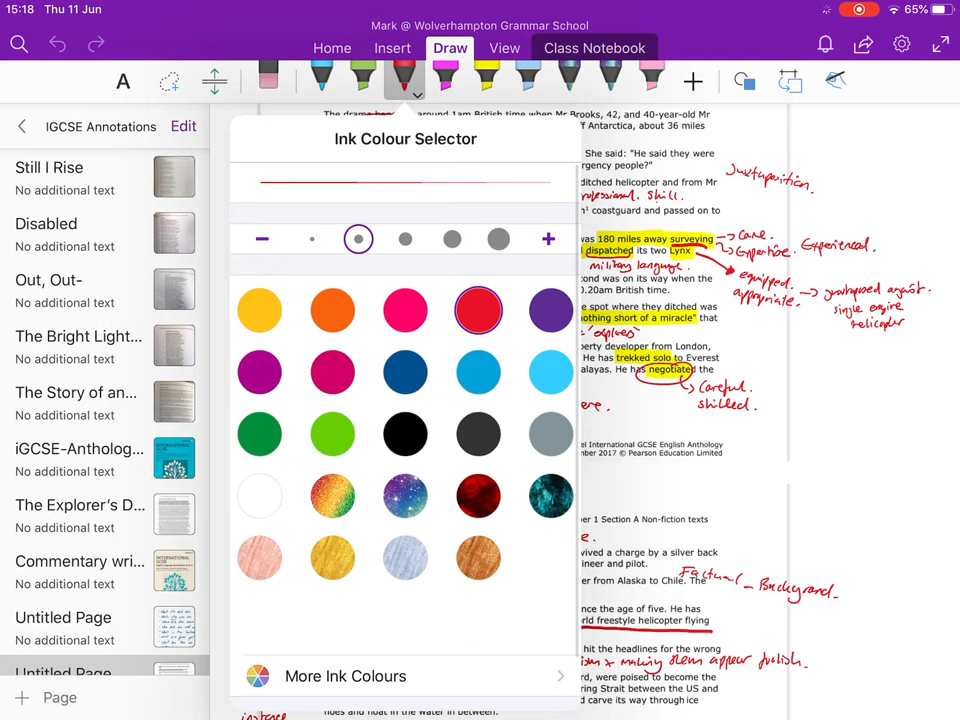 15:18 Thu 11 Jun
65%
Mark @ Wolverhampton Grammar School
Home Insert Draw View Class Notebook
A
IGCSE Annotations Edit
Still I Rise
No additional text
Disabled
No additional text
Out, Out-
No additional text
The Bright Light...
No additional text
The Story of an...
No additional text
iGCSE-Antholog...
No additional text
The Explorer's D...
No additional text
Commentary wri...
No additional text
Untitled Page
No additional text
Untitled Page
Page
Ink Colour Selector
More Ink Colours
around 1am British time when Mr Brooks, 42, and 40-year-old Mr
ff Antarctica, about 36 miles
She said: "He said they were
rgency people?"
ditched helicopter and from Mr
professional. Skill.
coastguard and passed on to
Juxtaposition.
was 180 miles away surveying
dispatched its two Lynx
Care.
Expertise. Experienced.
military language.
equipped
appropriate.
juxtaposed against
single engine
helicopter
ond was on its way when the
.20am British time.
e spot where they ditched was
nothing short of a miracle" that
'explorers'
perty developer from London,
He has trekked solo to Everest
alayas. He has negotiated the
Careful.
skilled.
el International GCSE English Anthology
ber 2017 © Pearson Education Limited
er 1 Section A Non-fiction texts
vived a charge by a silver back
ineer and pilot.
er from Alaska to Chile. The
Factual - Background.
nce the age of five. He has
rld freestyle helicopter flying
hit the headlines for the wrong
making them appear foolish.
rd, were poised to become the
ring Strait between the US and
d carve its way through ice
floes and float in the water in between.